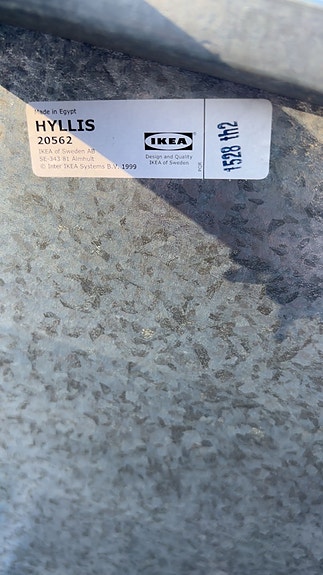 Made in Egypt
HYLLIS
20562
IKEA of Sweden AB
SE-343 81 Älmhult
© Inter IKEA Systems B.V. 1999
IKEA
Design and Quality
IKEA of Sweden
POR
1528 1h2